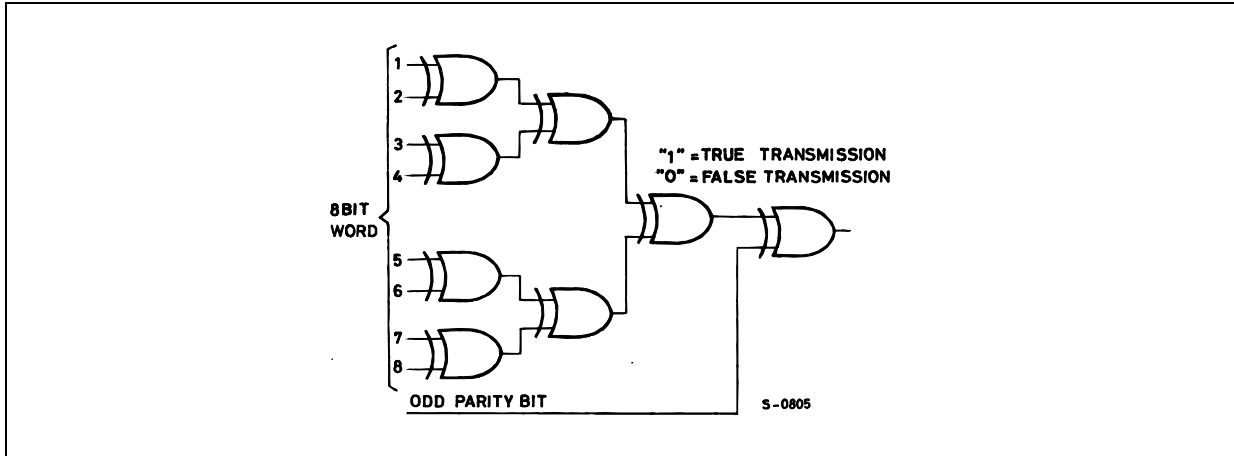 1
2
3
4
"1" = TRUE TRANSMISSION
"0" = FALSE TRANSMISSION
8BIT
WORD
5
6
7
8
ODD PARITY BIT
S-0805